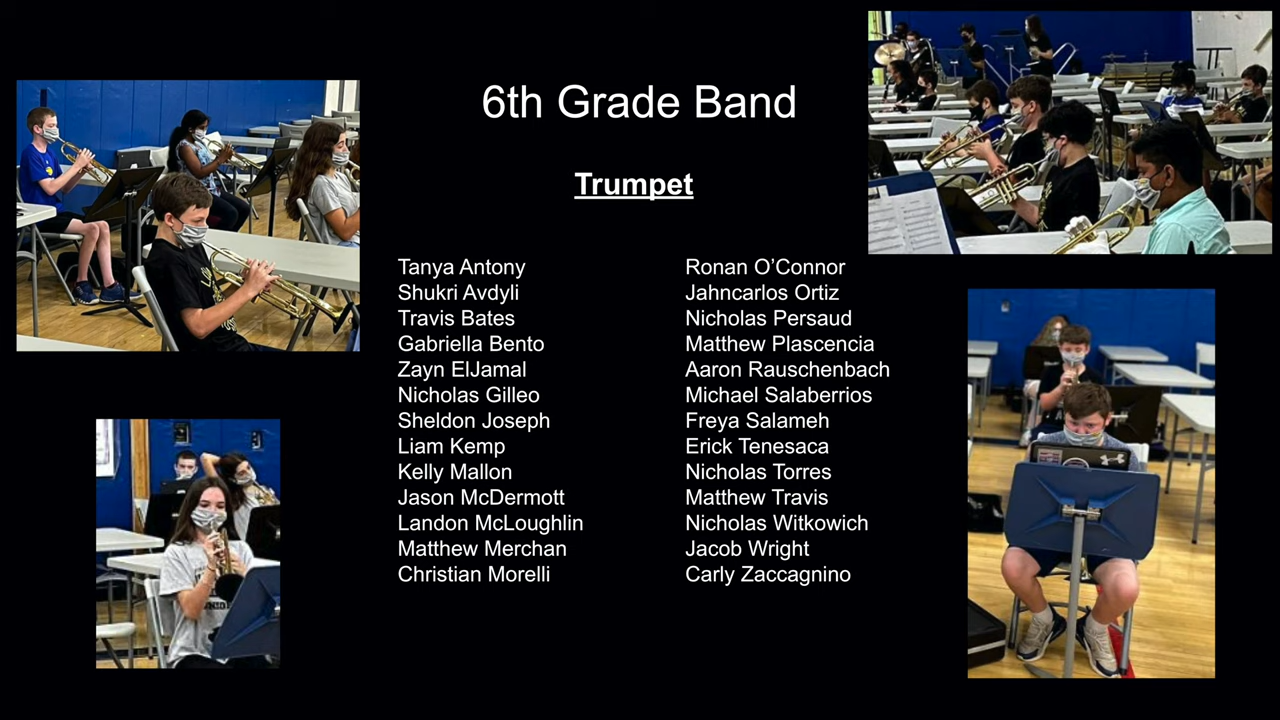 6th Grade Band
Trumpet
Tanya Antony
Shukri Avdyli
Travis Bates
Gabriella Bento
Zayn ElJamal
Nicholas Gilleo
Sheldon Joseph
Liam Kemp
Kelly Mallon
Jason McDermott
Landon McLoughlin
Matthew Merchan
Christian Morelli
Ronan O’Connor
Jahncarlos Ortiz
Nicholas Persaud
Matthew Plascencia
Aaron Rauschenbach
Michael Salaberrios
Freya Salameh
Erick Tenesaca
Nicholas Torres
Matthew Travis
Nicholas Witkowich
Jacob Wright
Carly Zaccagnino